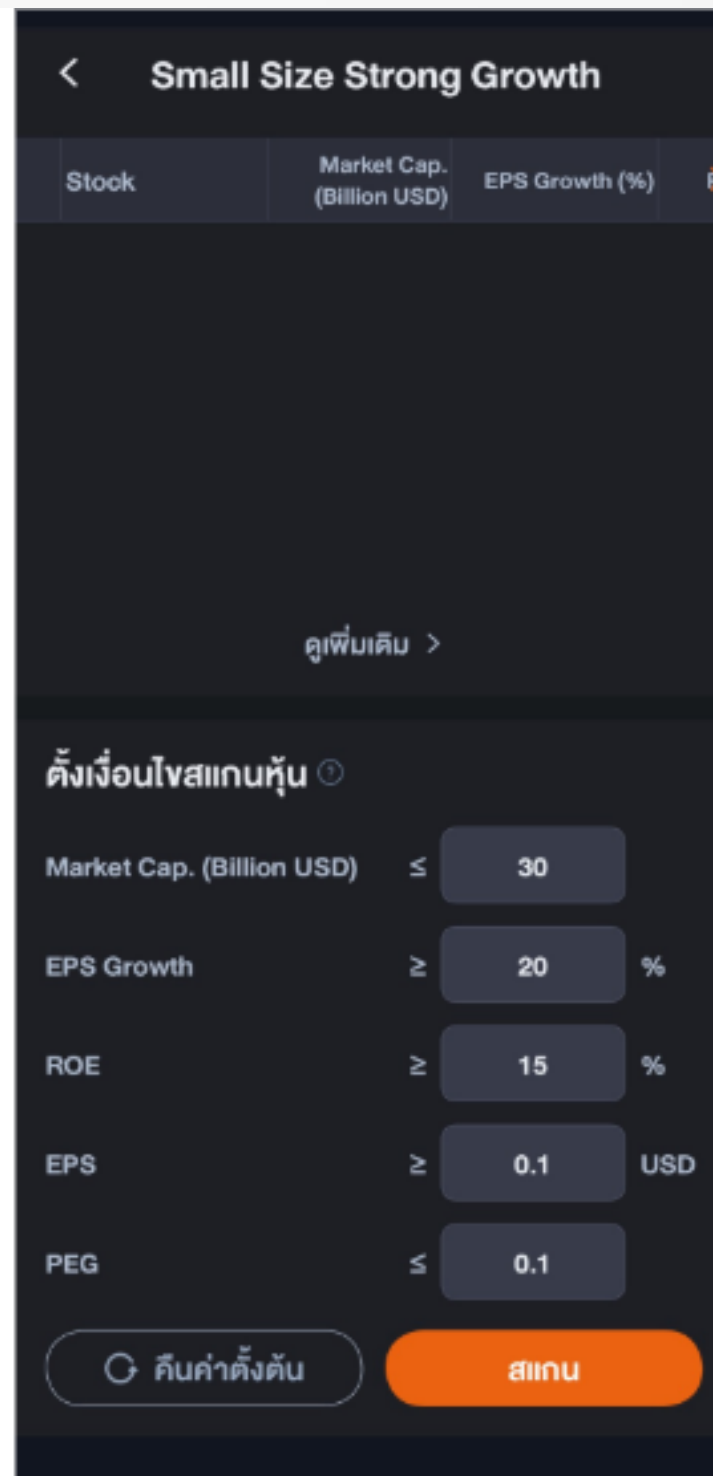 Small Size Strong Growth
Stock
Market Cap.
(Billion USD)
EPS Growth (%)
ดูเพิ่มเติม >
ตั้งเงื่อนไขสแกนหุ้น ?
Market Cap. (Billion USD) ≤ 30
EPS Growth ≥ 20 %
ROE ≥ 15 %
EPS ≥ 0.1 USD
PEG ≤ 0.1
คืนค่าตั้งต้น
สแกน